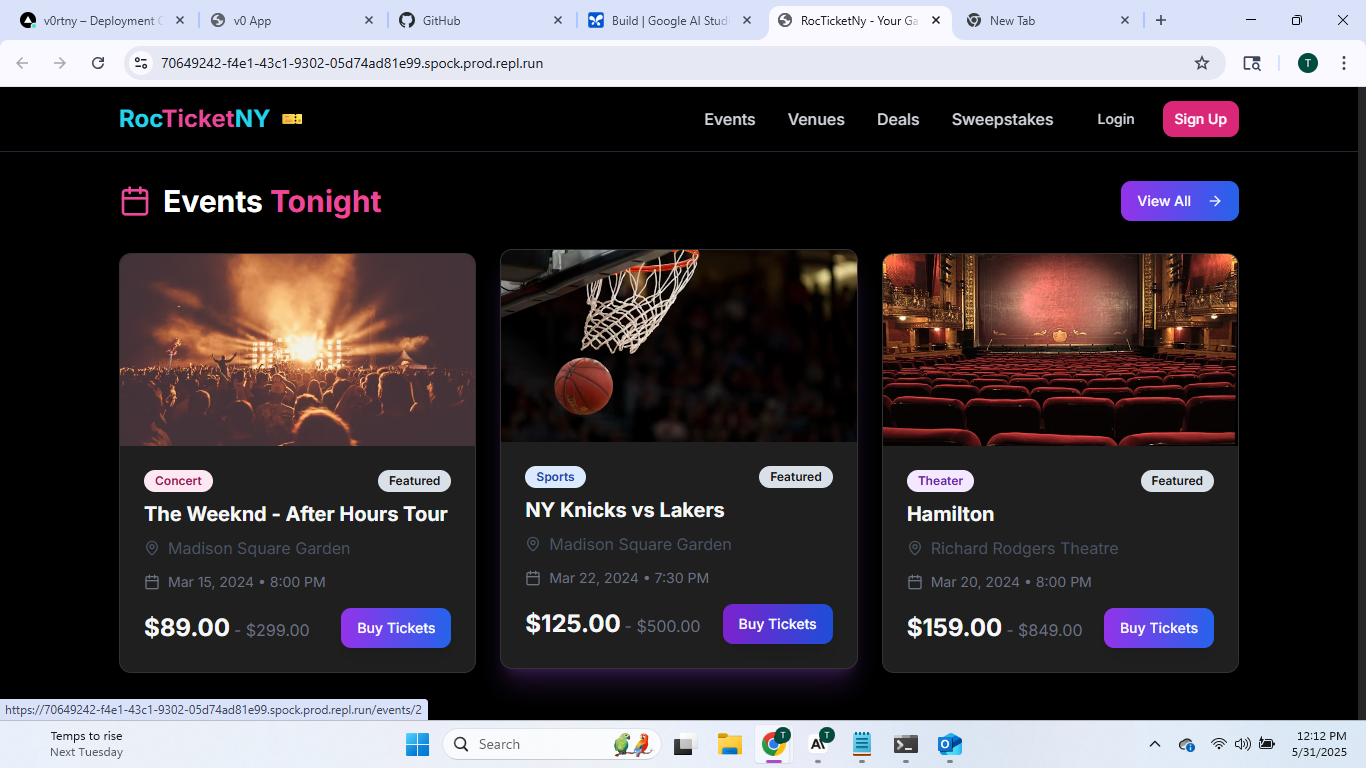 v0rtny – Deployment
v0 App
GitHub
Build | Google AI Stud
RocTicketNy - Your Ga
New Tab
70649242-f4e1-43c1-9302-05d74ad81e99.spock.prod.repl.run
T
RocTicketNY
Events
Venues
Deals
Sweepstakes
Login
Sign Up
Events Tonight
View All
Concert
Featured
The Weeknd - After Hours Tour
Madison Square Garden
Mar 15, 2024 • 8:00 PM
$89.00 - $299.00
Buy Tickets
Sports
Featured
NY Knicks vs Lakers
Madison Square Garden
Mar 22, 2024 • 7:30 PM
$125.00 - $500.00
Buy Tickets
Theater
Featured
Hamilton
Richard Rodgers Theatre
Mar 20, 2024 • 8:00 PM
$159.00 - $849.00
Buy Tickets
https://70649242-f4e1-43c1-9302-05d74ad81e99.spock.prod.repl.run/events/2
Temps to rise
Next Tuesday
Search
T
T
12:12 PM
5/31/2025